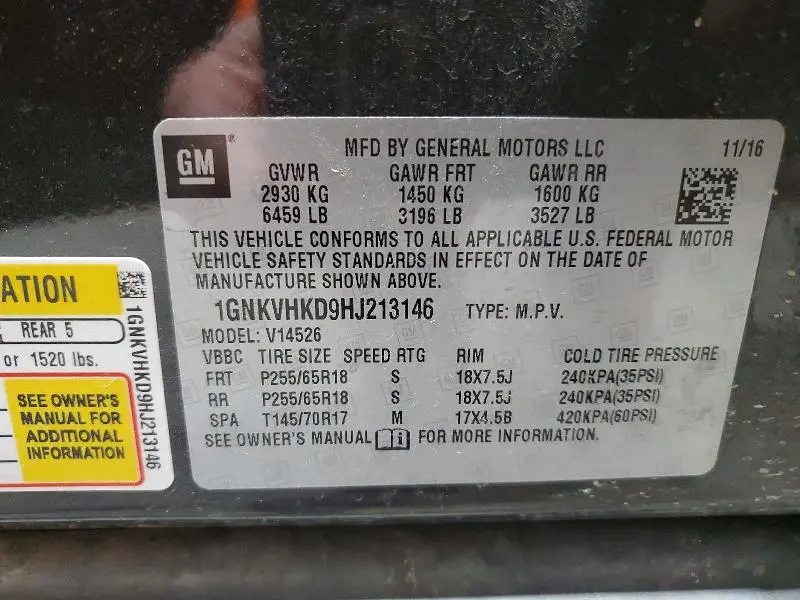 GM ®
MFD BY GENERAL MOTORS LLC 11/16
GVWR GAWR FRT GAWR RR
2930 KG 1450 KG 1600 KG
6459 LB 3196 LB 3527 LB
THIS VEHICLE CONFORMS TO ALL APPLICABLE U.S. FEDERAL MOTOR
VEHICLE SAFETY STANDARDS IN EFFECT ON THE DATE OF
MANUFACTURE SHOWN ABOVE.
1GNKVHKD9HJ213146 TYPE: M.P.V.
MODEL: V14526
VBBC TIRE SIZE SPEED RTG RIM COLD TIRE PRESSURE
FRT P255/65R18 S 18X7.5J 240KPA(35PSI)
RR P255/65R18 S 18X7.5J 240KPA(35PSI)
SPA T145/70R17 M 17X4.5B 420KPA(60PSI)
SEE OWNER'S MANUAL FOR MORE INFORMATION.
ATION
REAR 5
or 1520 lbs.
SEE OWNER'S
MANUAL FOR
ADDITIONAL
INFORMATION
1GNKVHKD9HJ213146